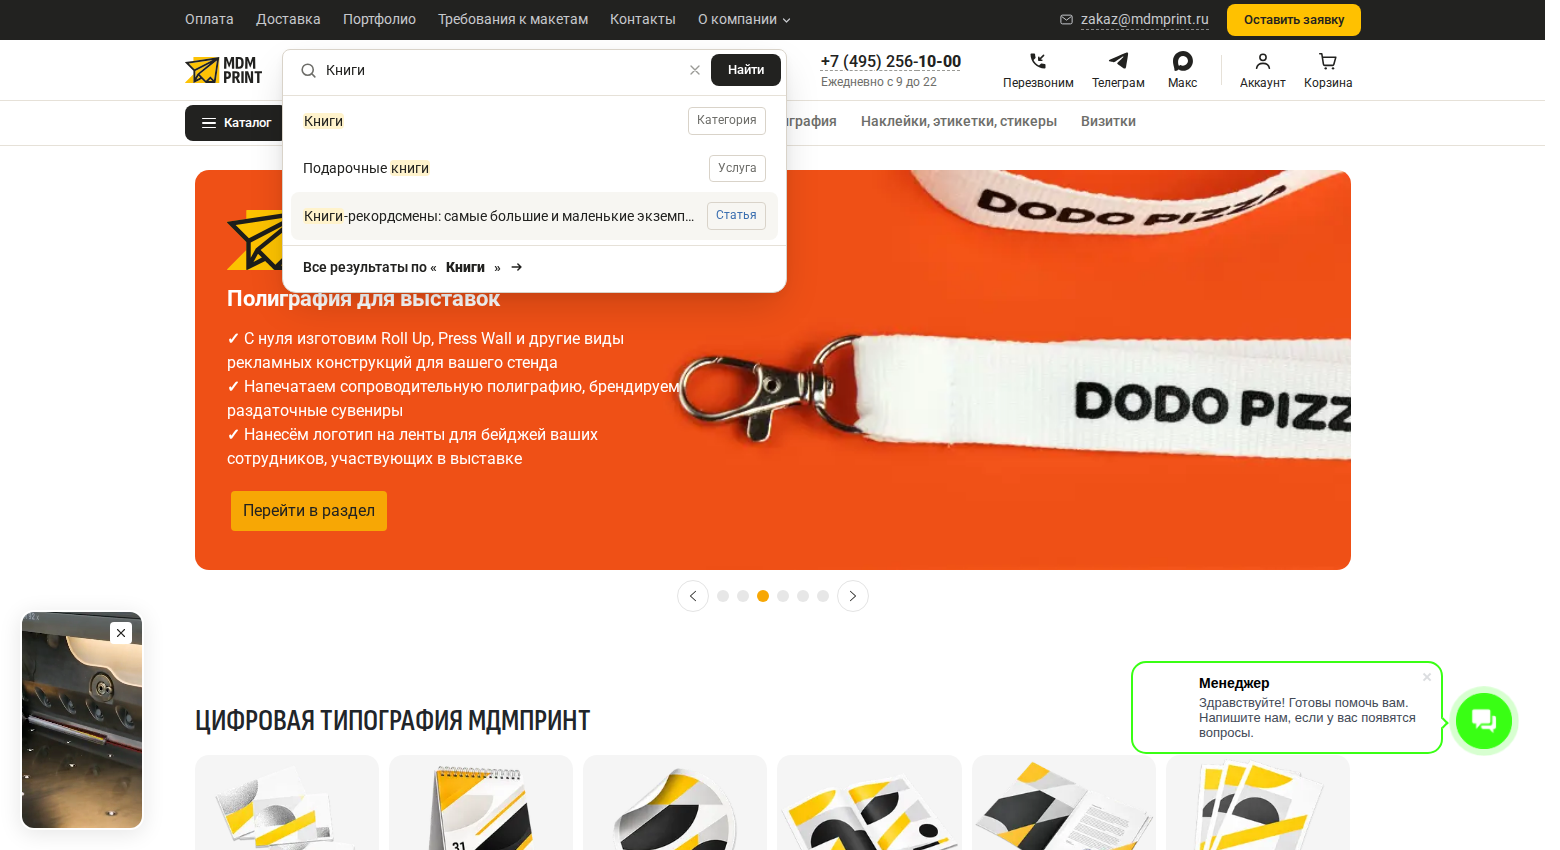 Оплата Доставка Портфолио Требования к макетам Контакты О компании zakaz@mdmprint.ru Оставить заявку
MDM PRINT
Книги Найти
+7 (495) 256-10-00
Ежедневно с 9 до 22
Перезвоним Телеграм Макс Аккаунт Корзина
Каталог
Наклейки, этикетки, стикеры Визитки
Книги Категория
Подарочные книги Услуга
Книги-рекордсмены: самые большие и маленькие экземп... Статья
Все результаты по « Книги »
DODO PIZZ
Полиграфия для выставок
✓ С нуля изготовим Roll Up, Press Wall и другие виды
рекламных конструкций для вашего стенда
✓ Напечатаем сопроводительную полиграфию, брендируем
раздаточные сувениры
✓ Нанесём логотип на ленты для бейджей ваших
сотрудников, участвующих в выставке
DODO PIZZ
Перейти в раздел
Менеджер
Здравствуйте! Готовы помочь вам.
Напишите нам, если у вас появятся
вопросы.
ЦИФРОВАЯ ТИПОГРАФИЯ МДМПРИНТ
31